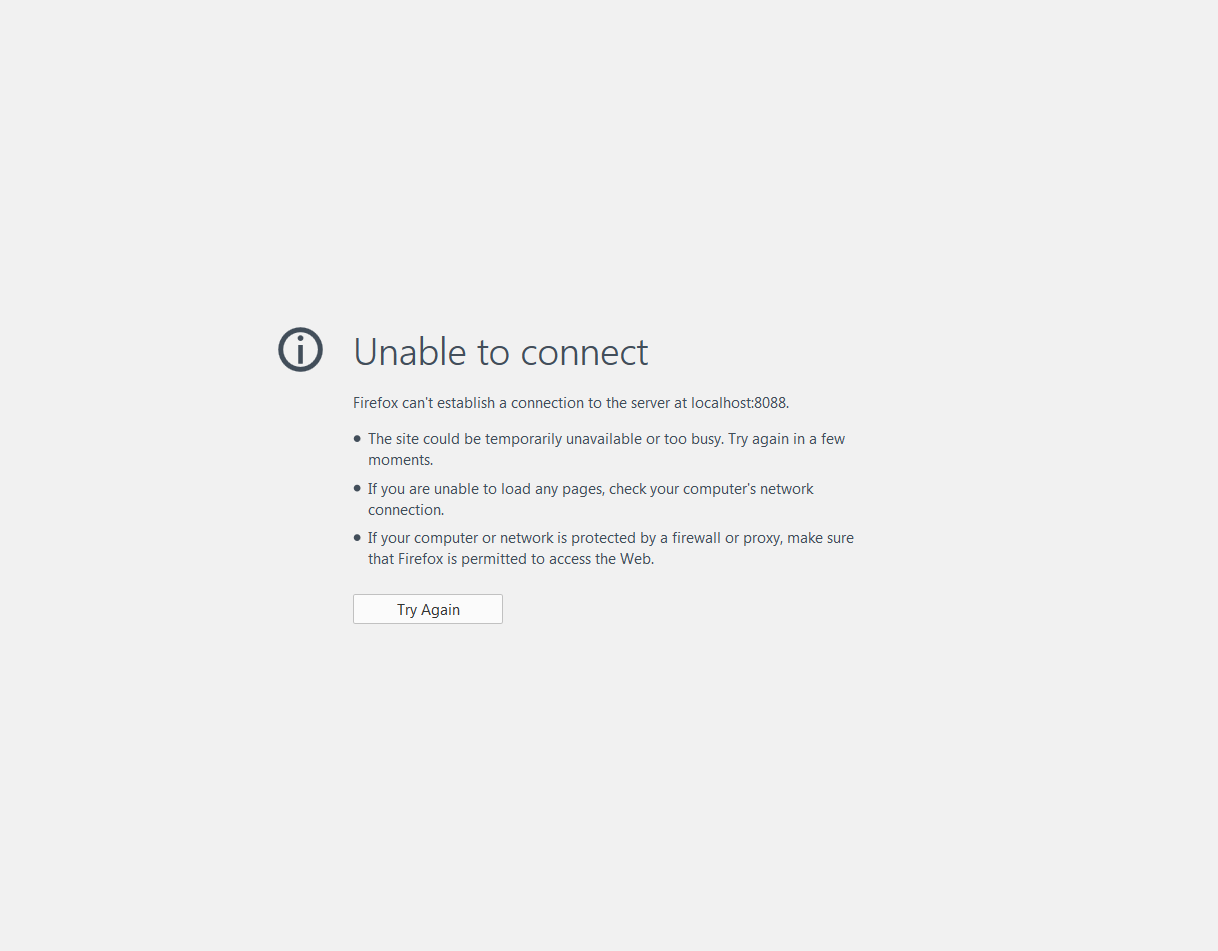 Unable to connect
Firefox can't establish a connection to the server at localhost:8088.
The site could be temporarily unavailable or too busy. Try again in a few
moments.
If you are unable to load any pages, check your computer's network
connection.
If your computer or network is protected by a firewall or proxy, make sure
that Firefox is permitted to access the Web.
Try Again